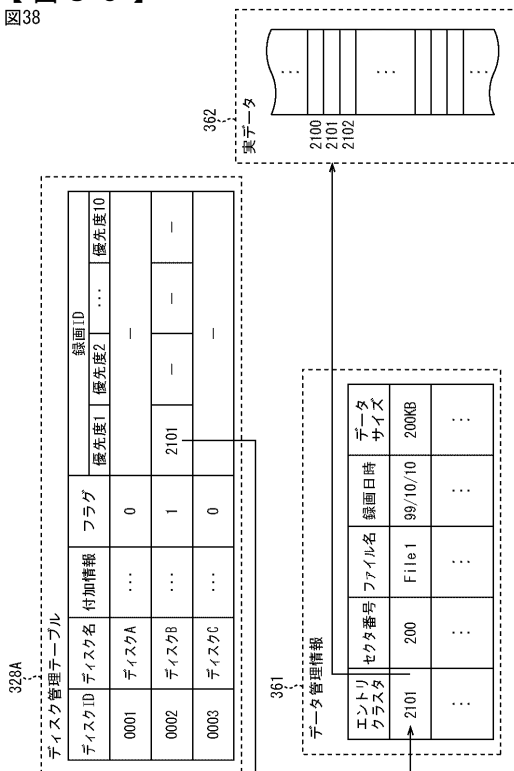 図38
328A
ディスク管理テーブル
ディスクID ディスク名 付加情報 フラグ 録画ID
優先度1 優先度2 … 優先度10
0001 ディスクA … 0 －
0002 ディスクB … 1 2101 － － －
0003 ディスクC … 0 －
361
データ管理情報
エントリ
クラスタ セクタ番号 ファイル名 録画日時 データ
サイズ
2101 200 File1 99/10/10 200KB
… … … … …
362
実データ
…
2100
2101
2102
…
…